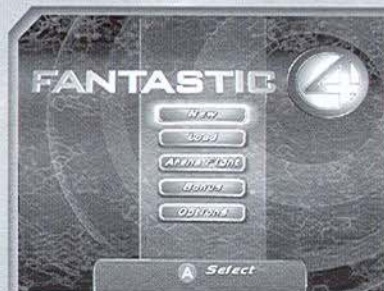 FANTASTIC 4
New
Load
Arena Fight
Bonus
Options
A Select